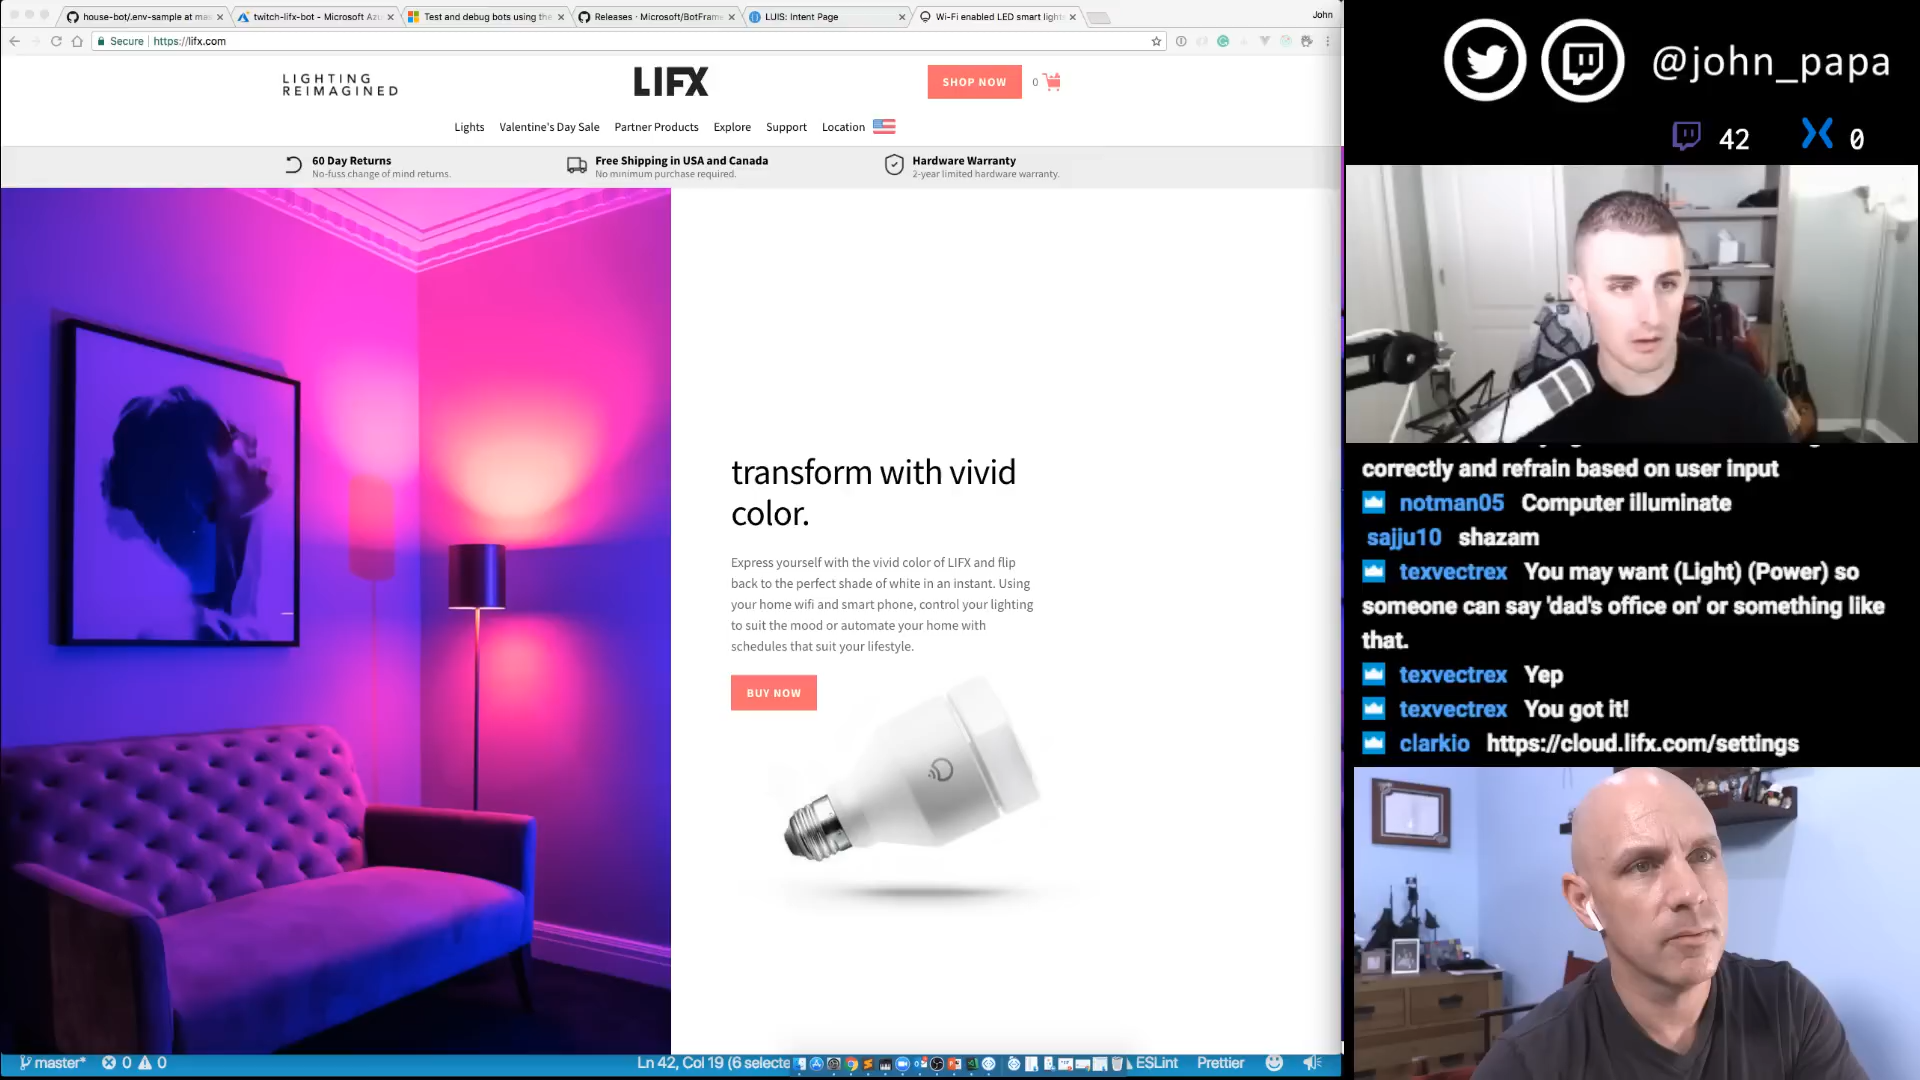 house-bot/.env-sample at mas
twitch-lifx-bot - Microsoft Azu
Test and debug bots using the
Releases · Microsoft/BotFrame
LUIS: Intent Page
Wi-Fi enabled LED smart lights
John
Secure
https://lifx.com
LIGHTING
REIMAGINED
LIFX
SHOP NOW
0
Lights
Valentine's Day Sale
Partner Products
Explore
Support
Location
60 Day Returns
No-fuss change of mind returns.
Free Shipping in USA and Canada
No minimum purchase required.
Hardware Warranty
2-year limited hardware warranty.
transform with vivid
color.
Express yourself with the vivid color of LIFX and flip
back to the perfect shade of white in an instant. Using
your home wifi and smart phone, control your lighting
to suit the mood or automate your home with
schedules that suit your lifestyle.
BUY NOW
master*
0
0
Ln 42, Col 19 (6 selecte
ESLint
Prettier
@john_papa
42
0
correctly and refrain based on user input
notman05 Computer illuminate
sajju10 shazam
texvectrex You may want (Light) (Power) so
someone can say 'dad's office on' or something like
that.
texvectrex Yep
texvectrex You got it!
clarkio https://cloud.lifx.com/settings